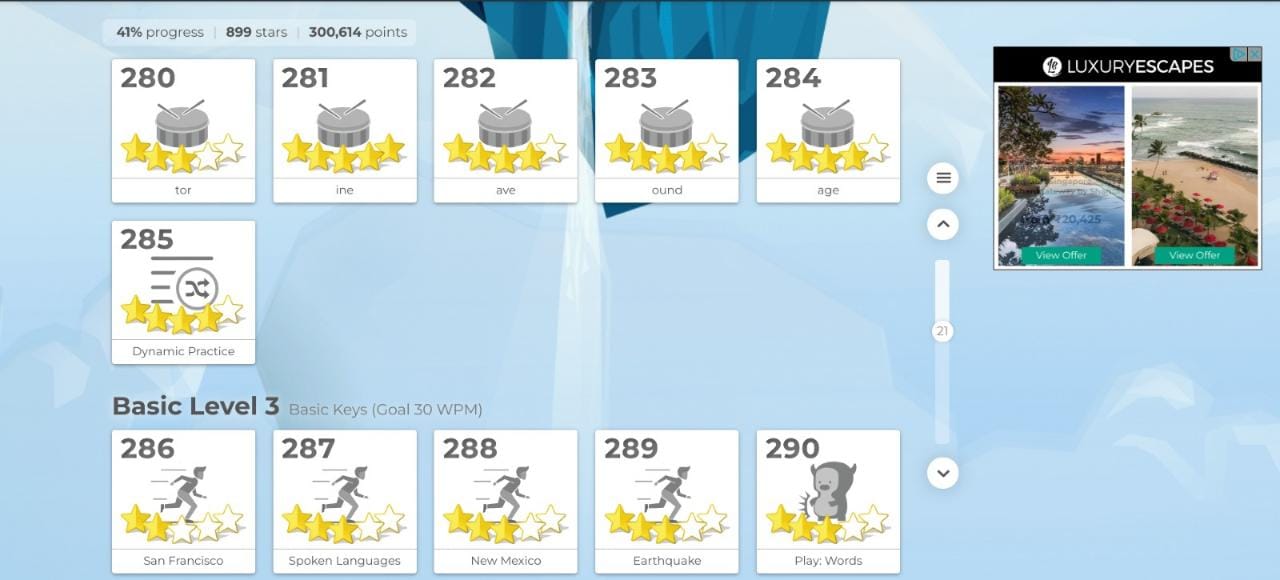 41% progress | 899 stars | 300,614 points
280
281
282
283
284
tor
ine
ave
ound
age
285
Dynamic Practice
Basic Level 3 Basic Keys (Goal 30 WPM)
286
287
288
289
290
San Francisco
Spoken Languages
New Mexico
Earthquake
Play: Words
21
LE LUXURYESCAPES
₹20,425
View Offer
View Offer